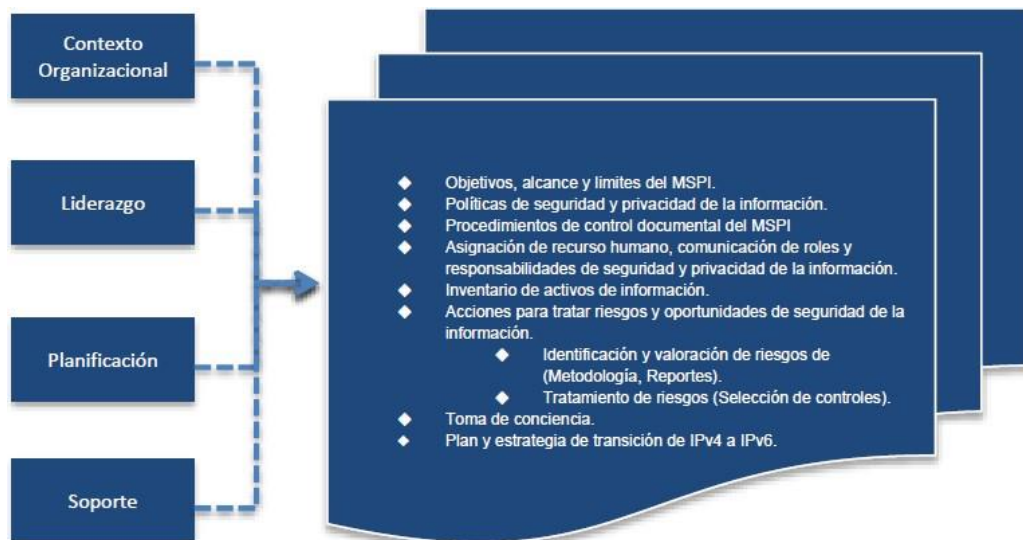 Contexto
Organizacional
Liderazgo
Planificación
Soporte
◆ Objetivos, alcance y limites del MSPI.
◆ Políticas de seguridad y privacidad de la información.
◆ Procedimientos de control documental del MSPI
◆ Asignación de recurso humano, comunicación de roles y
responsabilidades de seguridad y privacidad de la información.
◆ Inventario de activos de información.
◆ Acciones para tratar riesgos y oportunidades de seguridad de la
información.
◆ Identificación y valoración de riesgos de
(Metodología, Reportes).
◆ Tratamiento de riesgos (Selección de controles).
◆ Toma de conciencia.
◆ Plan y estrategia de transición de IPv4 a IPv6.